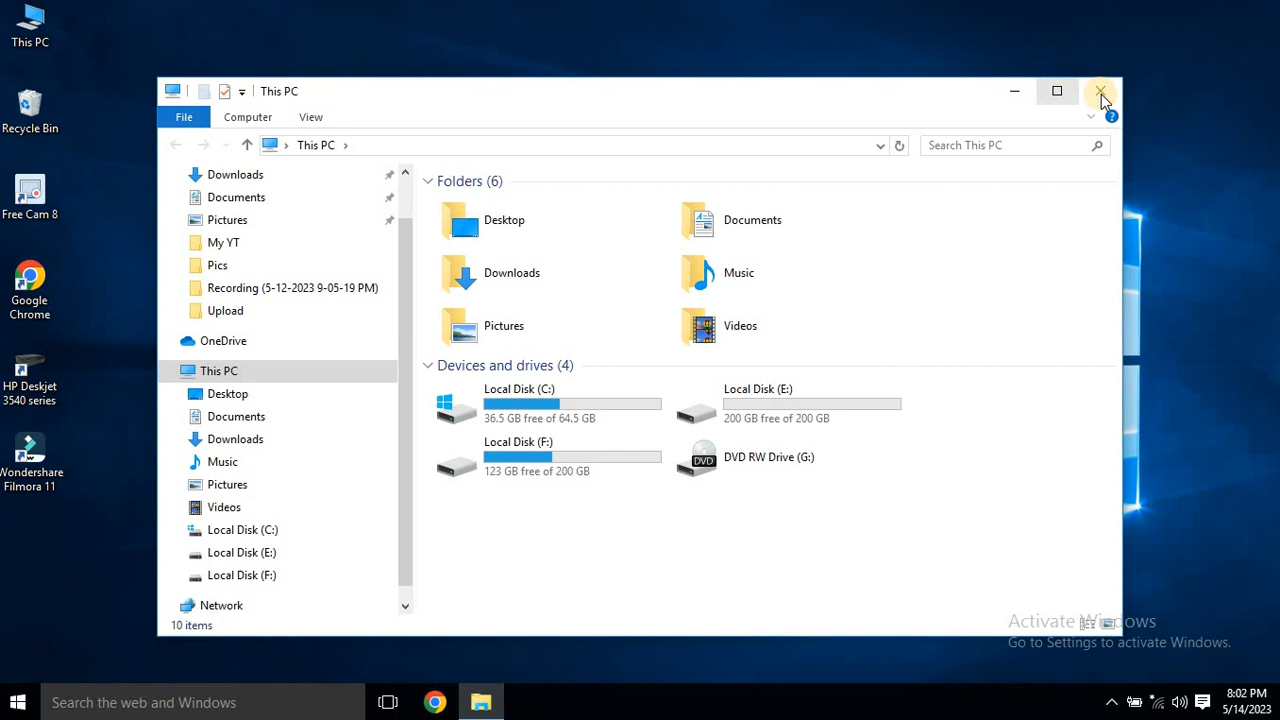 This PC
Recycle Bin
Free Cam 8
Google
Chrome
HP Deskjet
3540 series
Wondershare
Filmora 11
This PC
File
Computer
View
?
This PC
Search This PC
Downloads
Documents
Pictures
My YT
Pics
Recording (5-12-2023 9-05-19 PM)
Upload
OneDrive
This PC
Desktop
Documents
Downloads
Music
Pictures
Videos
Local Disk (C:)
Local Disk (E:)
Local Disk (F:)
Network
10 items
Folders (6)
Desktop
Documents
Downloads
Music
Pictures
Videos
Devices and drives (4)
Local Disk (C:)
36.5 GB free of 64.5 GB
Local Disk (E:)
200 GB free of 200 GB
Local Disk (F:)
123 GB free of 200 GB
DVD
DVD RW Drive (G:)
Activate Windows
Go to Settings to activate Windows.
Search the web and Windows
8:02 PM
5/14/2023